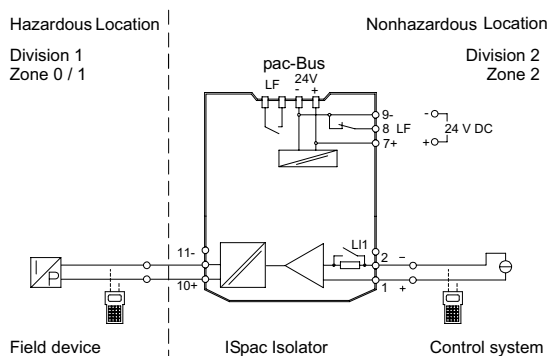 Hazardous Location
Nonhazardous Location
Division 1
Zone 0 / 1
Division 2
Zone 2
pac-Bus
LF
24V
- +
9-
8 LF
7+
-
+
24 V DC
LI1
11-
10+
2 −
1 +
I
P
Field device
ISpac Isolator
Control system